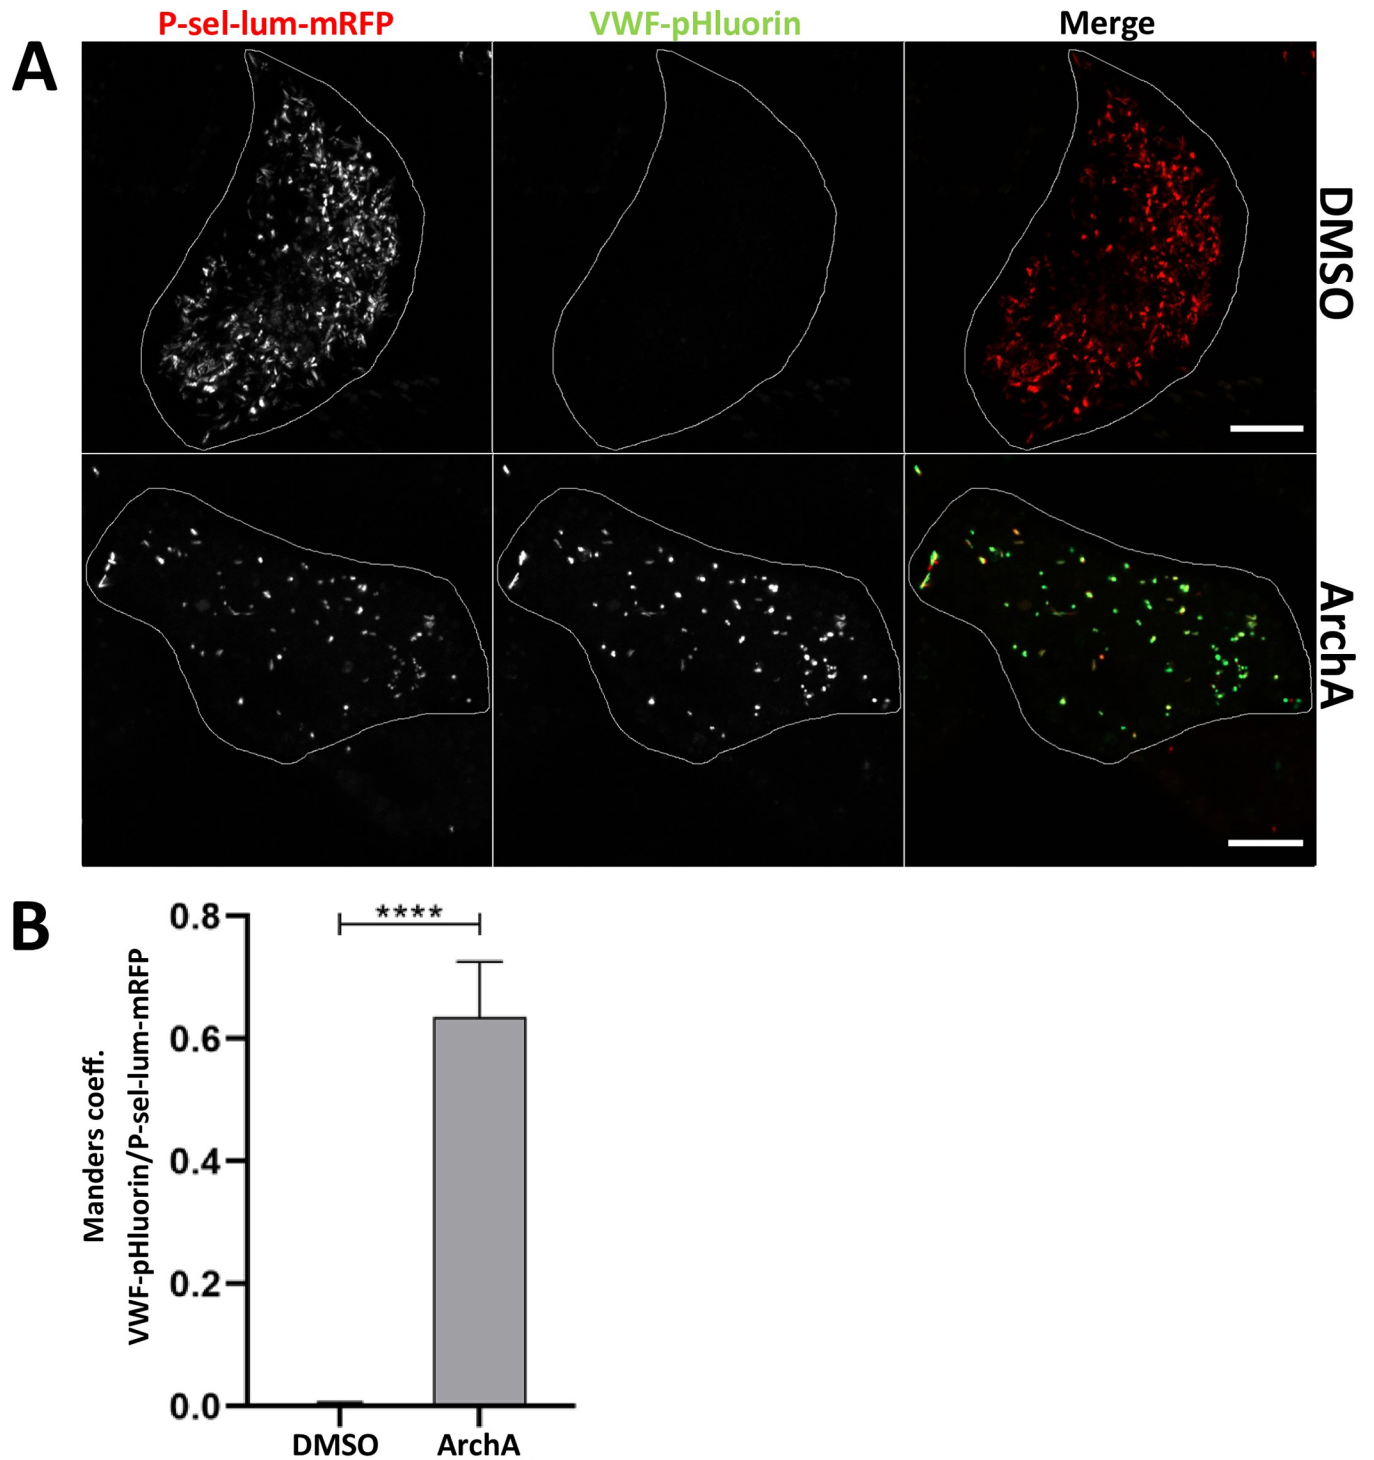 P-sel-lum-mRFP VWF-pHluorin Merge
A
DMSO
ArchA
B
****
0.8
0.6
0.4
0.2
0.0
Manders coeff.
VWF-pHluorin/P-sel-lum-mRFP
DMSO ArchA